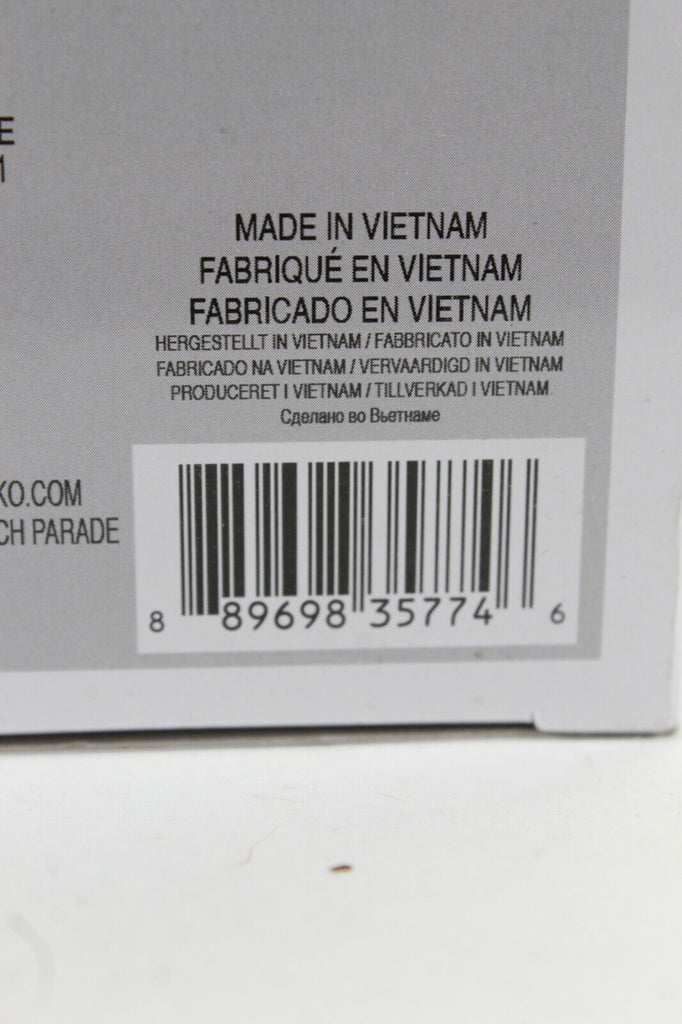 E
1
MADE IN VIETNAM
FABRIQUÉ EN VIETNAM
FABRICADO EN VIETNAM
HERGESTELLT IN VIETNAM / FABBRICATO IN VIETNAM
FABRICADO NA VIETNAM / VERVAARDIGD IN VIETNAM
PRODUCERET I VIETNAM / TILLVERKAD I VIETNAM
Сделано во Вьетнаме
KO.COM
CH PARADE
8 89698 35774 6